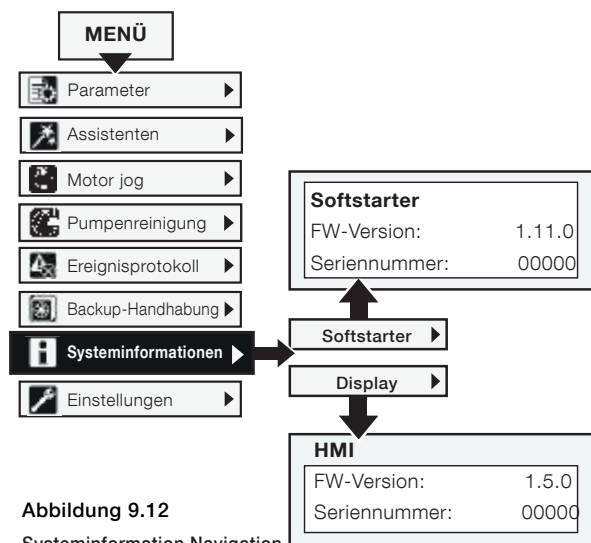 MENÜ
Parameter
Assistenten
Motor jog
Pumpenreinigung
Ereignisprotokoll
Backup-Handhabung
Systeminformationen
Einstellungen
Softstarter
FW-Version: 1.11.0
Seriennummer: 00000
Softstarter
Display
HMI
FW-Version: 1.5.0
Seriennummer: 00000
Abbildung 9.12
Systeminformation Navigation